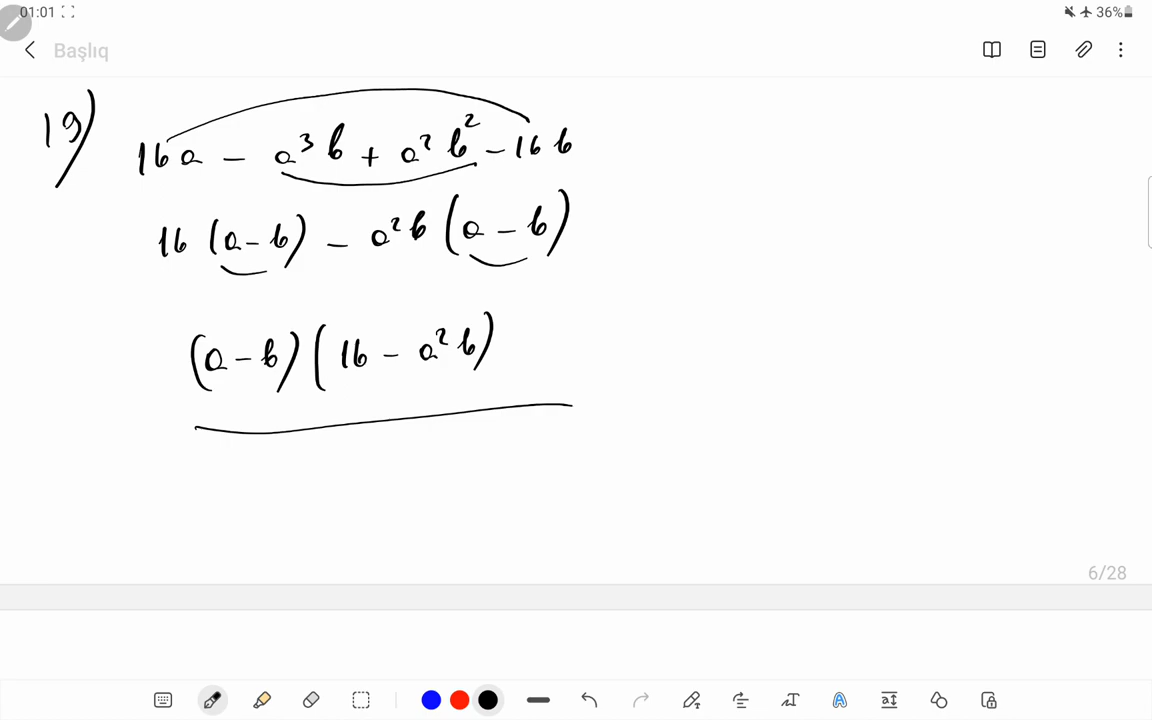 01:01 36%
Başlıq
19) 16a - a³b + a²b² - 16b
16 (a - b) - a²b (a - b)
(a - b) (16 - a²b)
6/28